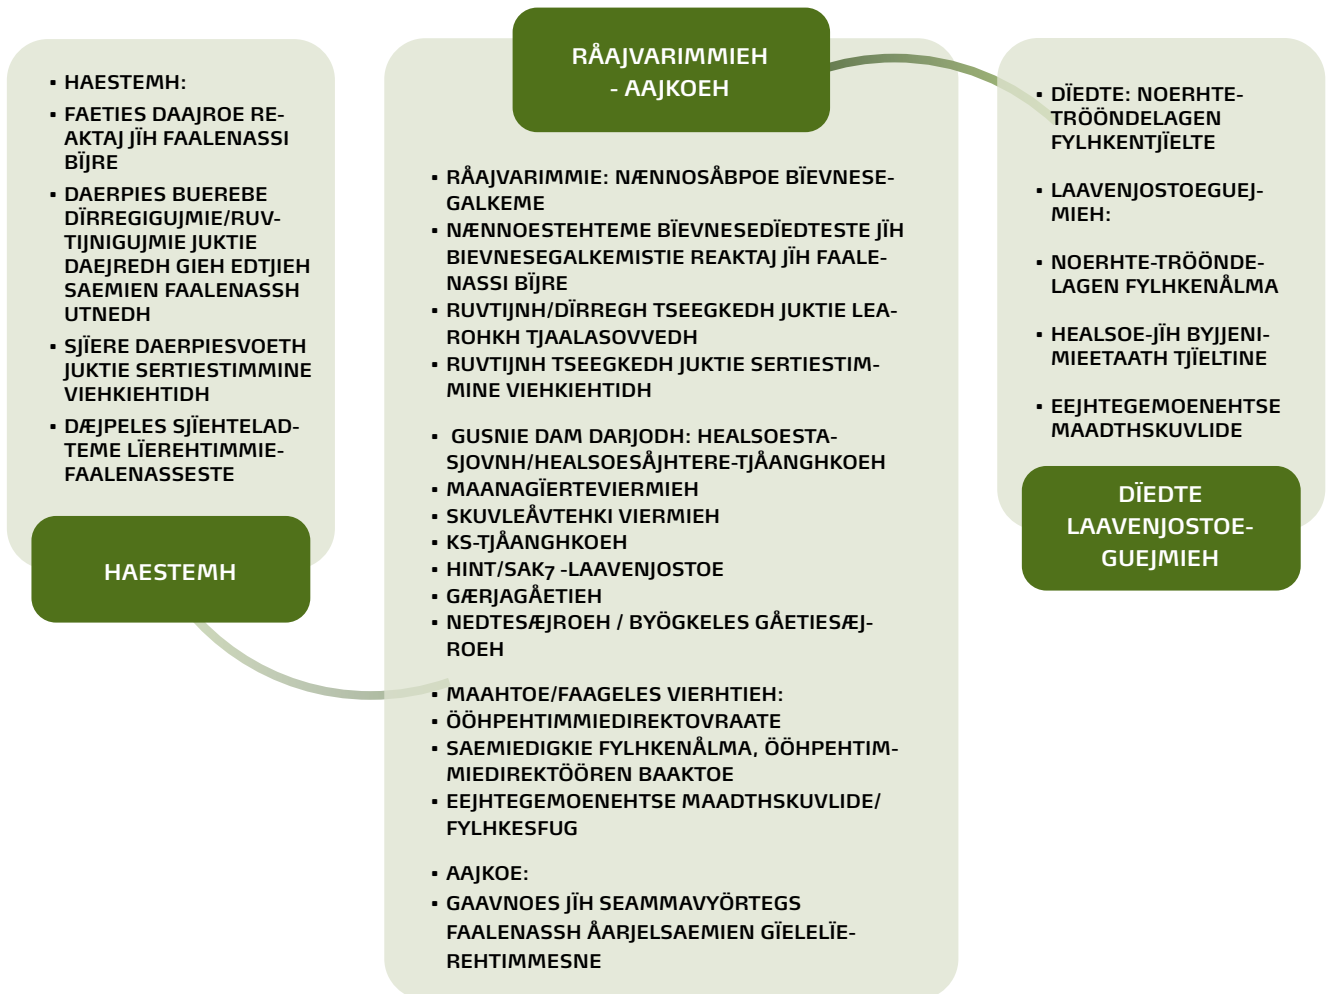 ▪ HAESTEMH:
▪ FAETIES DAAJROE RE-
AKTAJ JÏH FAALENASSI
BÏJRE
▪ DAERPIES BUEREBE
DÏRREGIGUJMIE/RUV-
TIJNIGUJMIE JUKTIE
DAEJREDH GIEH EDTJIEH
SAEMIEN FAALENASSH
UTNEDH
▪ SJÏERE DAERPIESVOETH
JUKTIE SERTIESTIMMINE
VIEHKIEHTIDH
▪ DÆJPELES SJÏEHTELAD-
TEME LÏEREHTIMMIE-
FAALENASSESTE
HAESTEMH
RÅAJVARIMMIEH
- AAJKOEH
▪ RÅAJVARIMMIE: NÆNNOSÅBPOE BÏEVNESE-
GALKEME
▪ NÆNNOESTEHTEME BÏEVNESEDÏEDTESTE JÏH
BIEVNESEGALKEMISTIE REAKTAJ JÏH FAALE-
NASSI BÏJRE
▪ RUVTIJNH/DÏRREGH TSEEGKEDH JUKTIE LEA-
ROHKH TJAALASOVVEDH
▪ RUVTIJNH TSEEGKEDH JUKTIE SERTIESTIM-
MINE VIEHKIEHTIDH
▪ GUSNIE DAM DARJODH: HEALSOESTA-
SJOVNH/HEALSOESÅJHTERE-TJÅANGHKOEH
▪ MAANAGÏERTEVIERMIEH
▪ SKUVLEÅVTEHKI VIERMIEH
▪ KS-TJÅANGHKOEH
▪ HINT/SAK7 -LAAVENJOSTOE
▪ GÆRJAGÅETIEH
▪ NEDTESÆJROEH / BYÖGKELES GÅETIESÆJ-
ROEH
▪ MAAHTOE/FAAGELES VIERHTIEH:
▪ ÖÖHPEHTIMMIEDIREKTOVRAATE
▪ SAEMIEDIGKIE FYLHKENÅLMA, ÖÖHPEHTIM-
MIEDIREKTÖÖREN BAAKTOE
▪ EEJHTEGEMOENEHTSE MAADTHSKUVLIDE/
FYLHKESFUG
▪ AAJKOE:
▪ GAAVNOES JÏH SEAMMAVYÖRTEGS
FAALENASSH ÅARJELSAEMIEN GÏELELÏE-
REHTIMMESNE
▪ DÏEDTE: NOERHTE-
TRÖÖNDELAGEN
FYLHKENTJÏELTE
▪ LAAVENJOSTOEGUEJ-
MIEH:
▪ NOERHTE-TRÖÖNDE-
LAGEN FYLHKENÅLMA
▪ HEALSOE-JÏH BYJJENI-
MIEETAATH TJÏELTINE
▪ EEJHTEGEMOENEHTSE
MAADTHSKUVLIDE
DÏEDTE
LAAVENJOSTOE-
GUEJMIEH